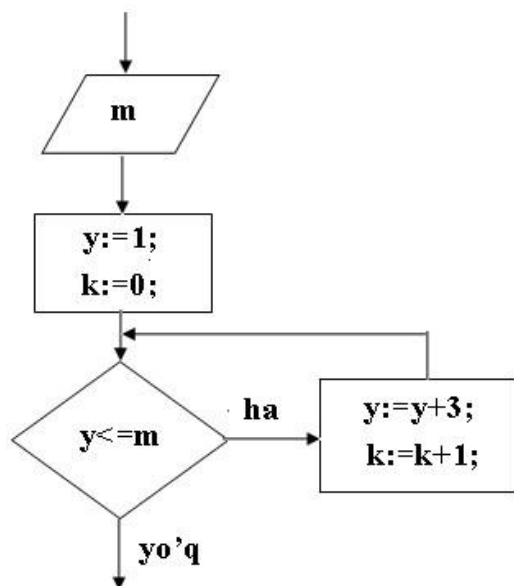 m
y:=1;
k:=0;
y<=m
ha
y:=y+3;
k:=k+1;
yo’q